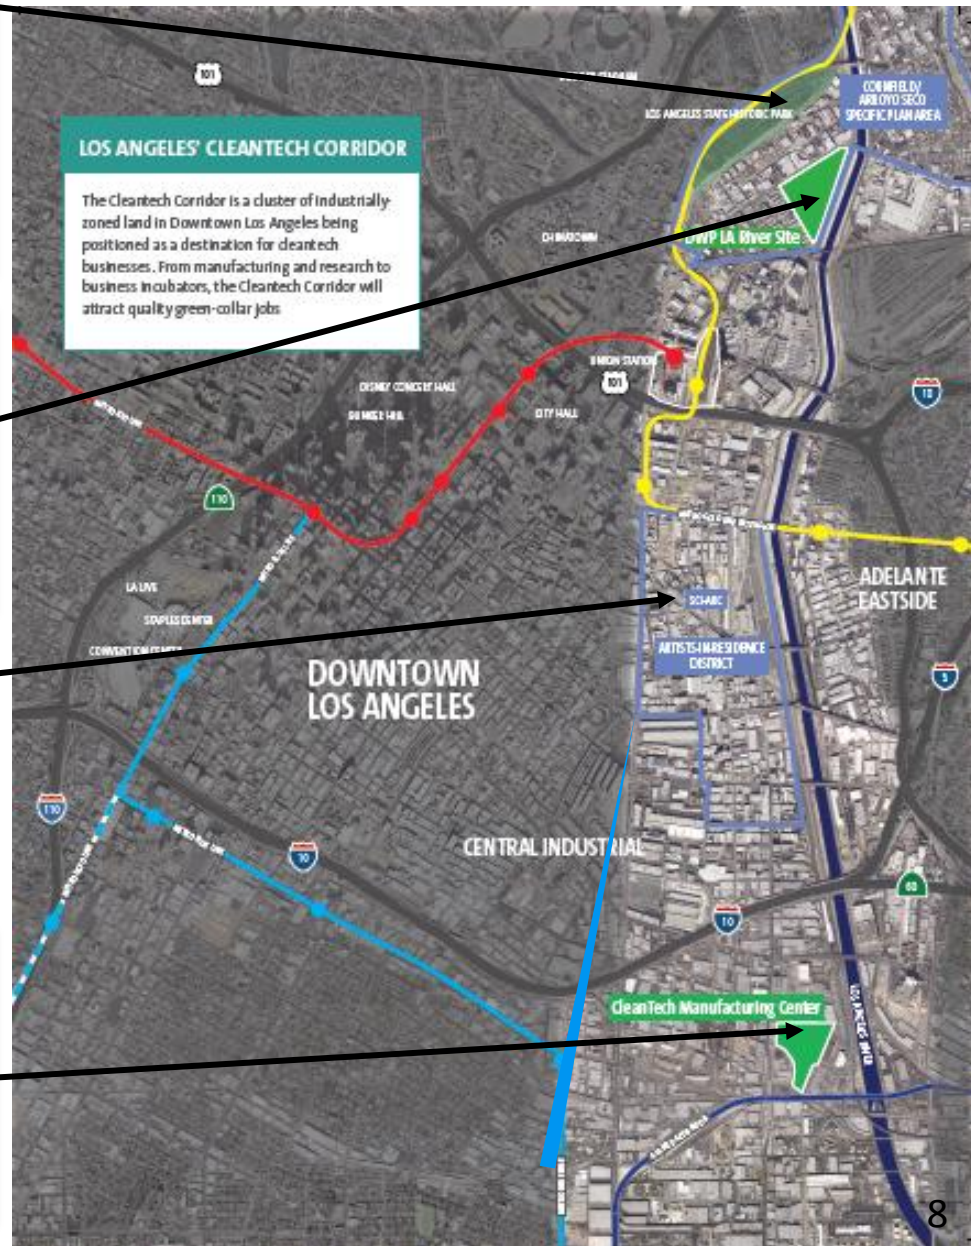 101
CORNFIELD/
ARROYO SECO
SPECIFIC PLAN AREA
LOS ANGELES STATE HISTORIC PARK
LOS ANGELES' CLEANTECH CORRIDOR
The Cleantech Corridor is a cluster of industrially-
zoned land in Downtown Los Angeles being
positioned as a destination for cleantech
businesses. From manufacturing and research to
business incubators, the Cleantech Corridor will
attract quality green-collar jobs
CHINATOWN
DWP LA River Site
UNION STATION
101
DISNEY CONCERT HALL
BUNKER HILL
CITY HALL
10
110
ADELANTE
EASTSIDE
LA LIVE
SCI-ARC
STAPLES CENTER
CONVENTION CENTER
ARTISTS-IN-RESIDENCE
DISTRICT
DOWNTOWN
LOS ANGELES
5
110
CENTRAL INDUSTRIAL
10
60
10
CleanTech Manufacturing Center
LOS ANGELES RIVER
8